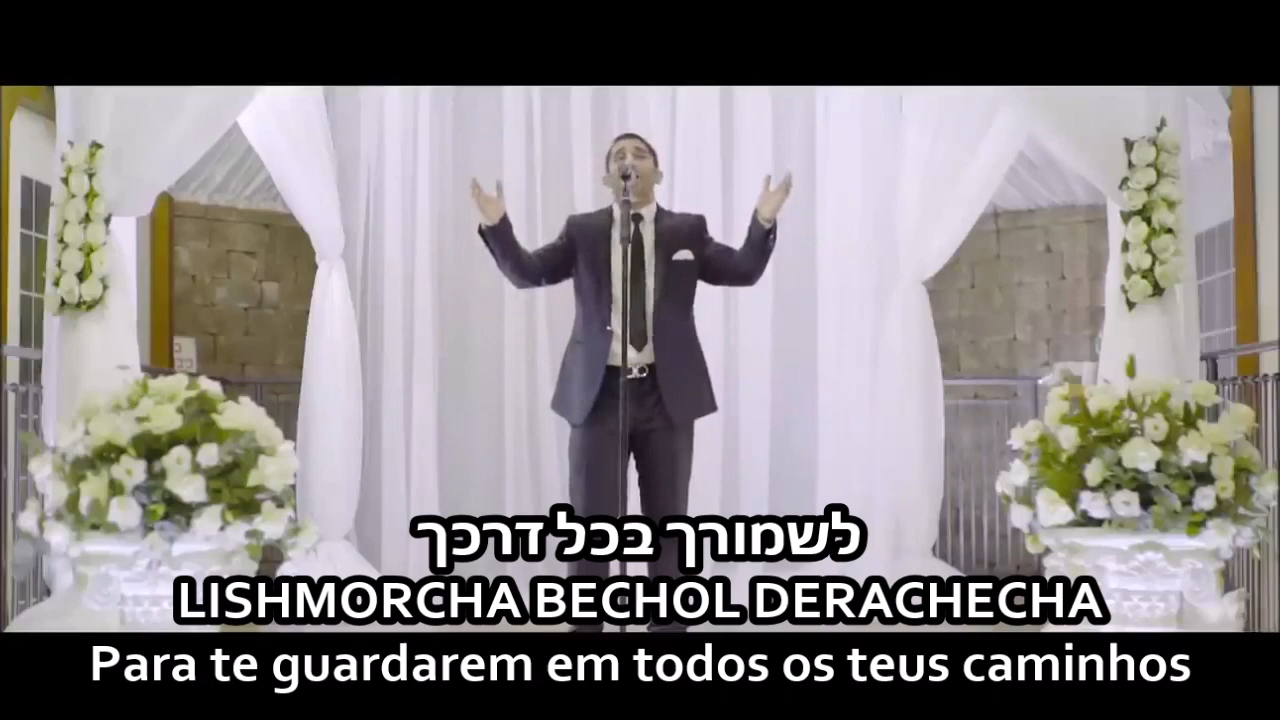 לשמורך בכל דרכך
LISHMORCHA BECHOL DERACHECHA
Para te guardarem em todos os teus caminhos